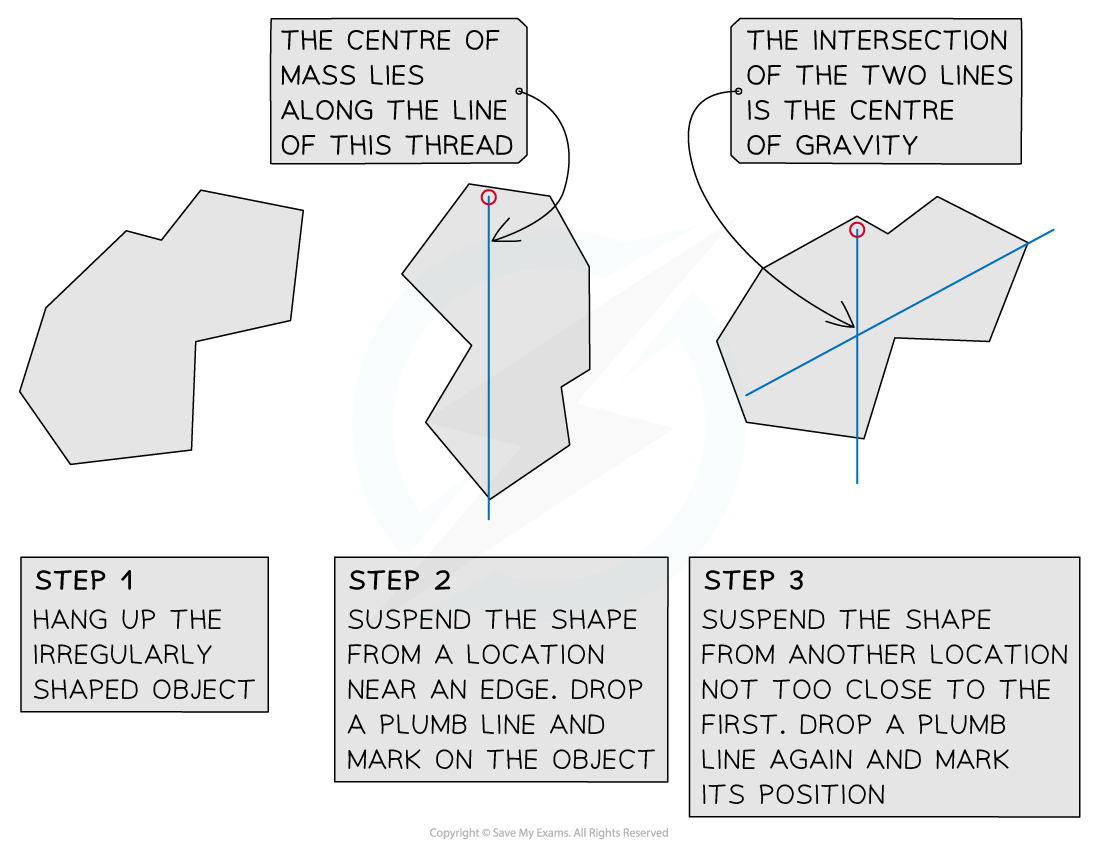 THE CENTRE OF
MASS LIES
ALONG THE LINE
OF THIS THREAD
THE INTERSECTION
OF THE TWO LINES
IS THE CENTRE
OF GRAVITY
STEP 1
HANG UP THE
IRREGULARLY
SHAPED OBJECT
STEP 2
SUSPEND THE SHAPE
FROM A LOCATION
NEAR AN EDGE. DROP
A PLUMB LINE AND
MARK ON THE OBJECT
STEP 3
SUSPEND THE SHAPE
FROM ANOTHER LOCATION
NOT TOO CLOSE TO THE
FIRST. DROP A PLUMB
LINE AGAIN AND MARK
ITS POSITION
Copyright © Save My Exams. All Rights Reserved